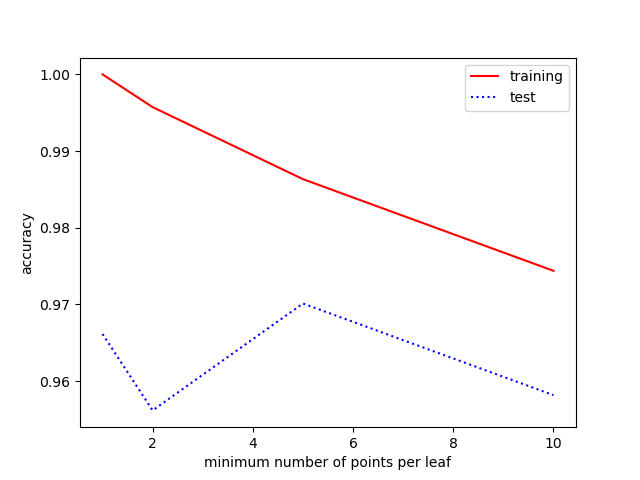 training
test
1.00
0.99
0.98
0.97
0.96
accuracy
2
4
6
8
10
minimum number of points per leaf